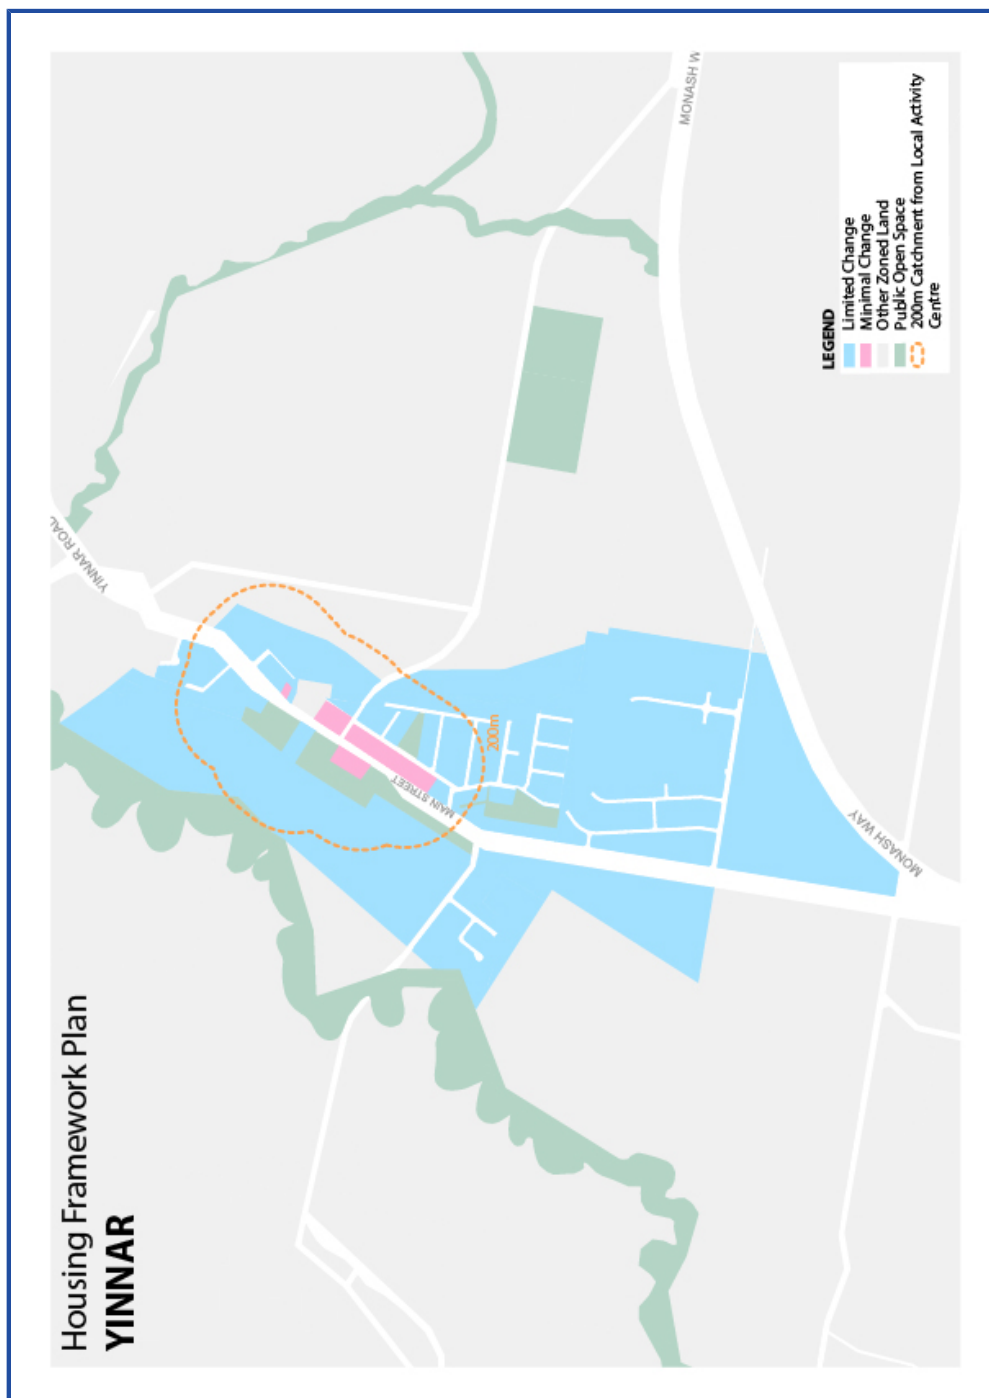 Housing Framework Plan
YINNAR
YINNAR ROAD
MAIN STREET
200m
MONASH WAY
MONASH W
LEGEND
Limited Change
Minimal Change
Other Zoned Land
Public Open Space
200m Catchment from Local Activity
Centre